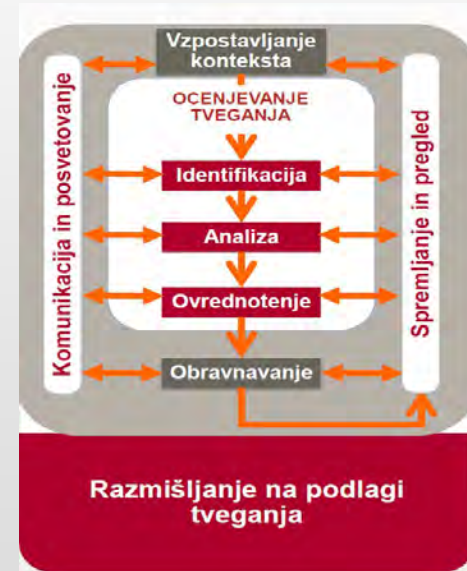 Vzpostavljanje
konteksta
OCENJEVANJE
TVEGANJA
Identifikacija
Analiza
Ovrednotenje
Obravnavanje
Komunikacija in posvetovanje
Spremljanje in pregled
Razmišljanje na podlagi
tveganja